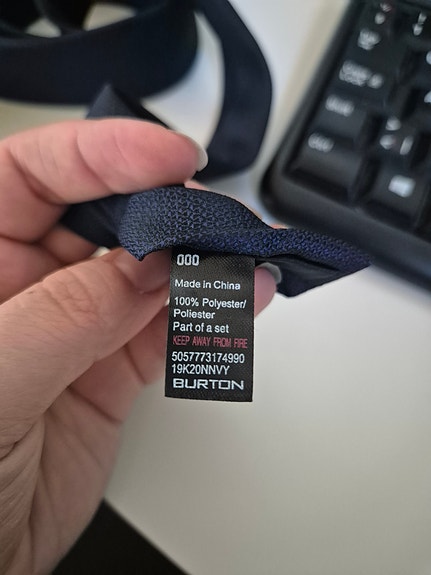 000
Made in China
100% Polyester/
Poliester
Part of a set
KEEP AWAY FROM FIRE
5057773174990
19K20NNVY
BURTON